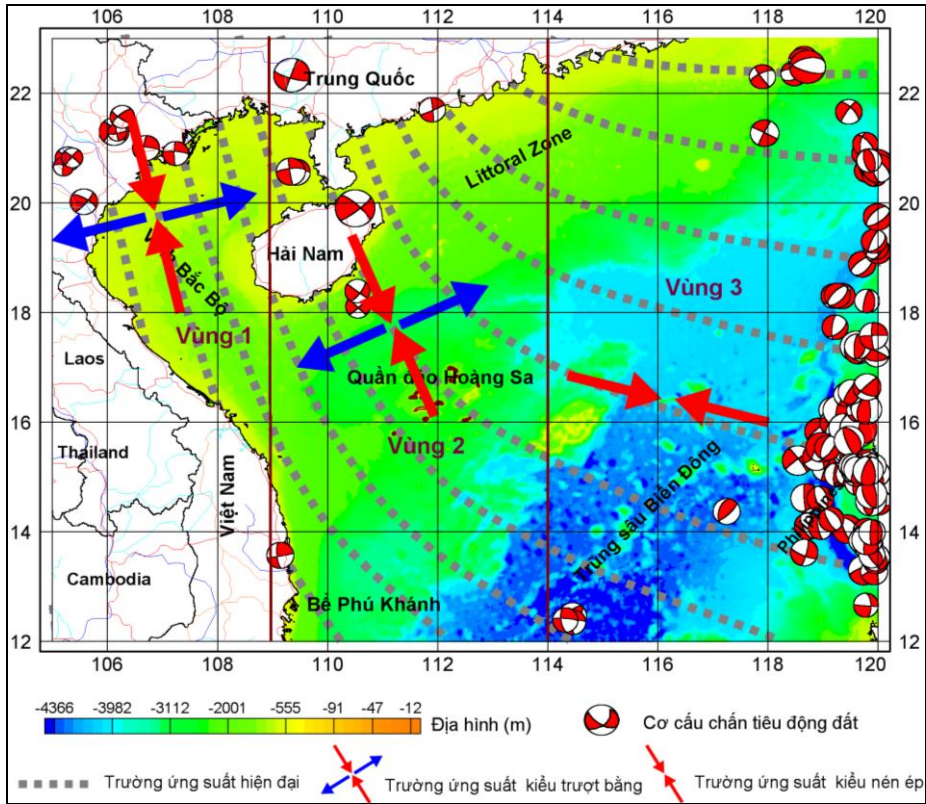 106 108 110 112 114 116 118 120
22 22
20 20
18 18
16 16
14 14
12 12
Trung Quốc
Littoral Zone
Hải Nam
Bắc Bộ
Vùng 3
Vùng 1
Laos
Quần đảo Hoàng Sa
Vùng 2
Thailand
Việt Nam
Trũng sâu Biển Đông
Philippines
Cambodia
Bể Phú Khánh
106 108 110 112 114 116 118 120
-4366 -3982 -3112 -2001 -555 -91 -47 -12
Địa hình (m)
Cơ cấu chấn tiêu động đất
Trường ứng suất hiện đại
Trường ứng suất kiểu trượt bằng
Trường ứng suất kiểu nén ép